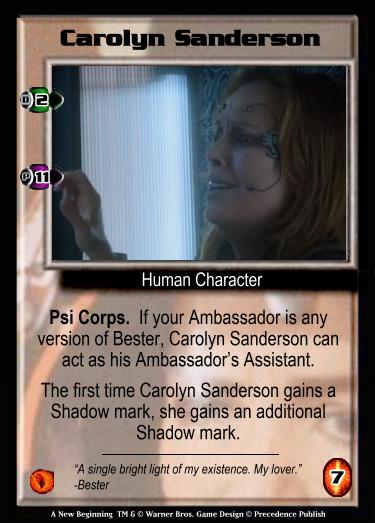 Carolyn Sanderson
D 2
P 11
Human Character
Psi Corps. If your Ambassador is any
version of Bester, Carolyn Sanderson can
act as his Ambassador's Assistant.
The first time Carolyn Sanderson gains a
Shadow mark, she gains an additional
Shadow mark.
"A single bright light of my existence. My lover."
-Bester
7
A New Beginning TM & © Warner Bros. Game Design © Precedence Publish